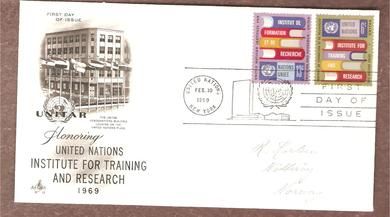 FIRST DAY
OF ISSUE
UNITAR
Honoring
UNITED NATIONS
INSTITUTE FOR TRAINING
AND RESEARCH
1969
INSTITUT DE
FORMATION
ET DE
RECHERCHE
NATIONS
UNIES
UNITED
NATIONS
INSTITUTE FOR
TRAINING
AND
RESEARCH
UNITED NATIONS
FEB. 10
1969
NEW YORK
FIRST
DAY OF
ISSUE